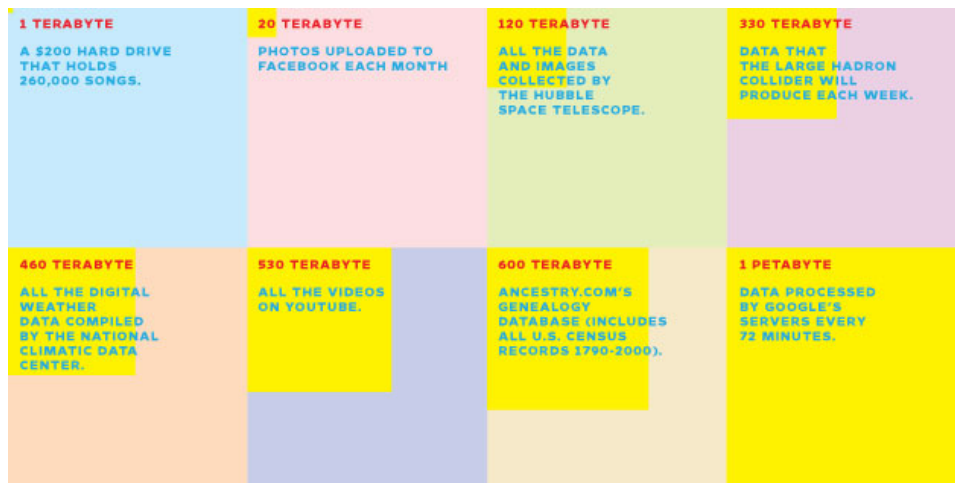 1 TERABYTE
A $200 HARD DRIVE
THAT HOLDS
260,000 SONGS.
20 TERABYTE
PHOTOS UPLOADED TO
FACEBOOK EACH MONTH
120 TERABYTE
ALL THE DATA
AND IMAGES
COLLECTED BY
THE HUBBLE
SPACE TELESCOPE.
330 TERABYTE
DATA THAT
THE LARGE HADRON
COLLIDER WILL
PRODUCE EACH WEEK.
460 TERABYTE
ALL THE DIGITAL
WEATHER
DATA COMPILED
BY THE NATIONAL
CLIMATIC DATA
CENTER.
530 TERABYTE
ALL THE VIDEOS
ON YOUTUBE.
600 TERABYTE
ANCESTRY.COM'S
GENEALOGY
DATABASE (INCLUDES
ALL U.S. CENSUS
RECORDS 1790-2000).
1 PETABYTE
DATA PROCESSED
BY GOOGLE'S
SERVERS EVERY
72 MINUTES.